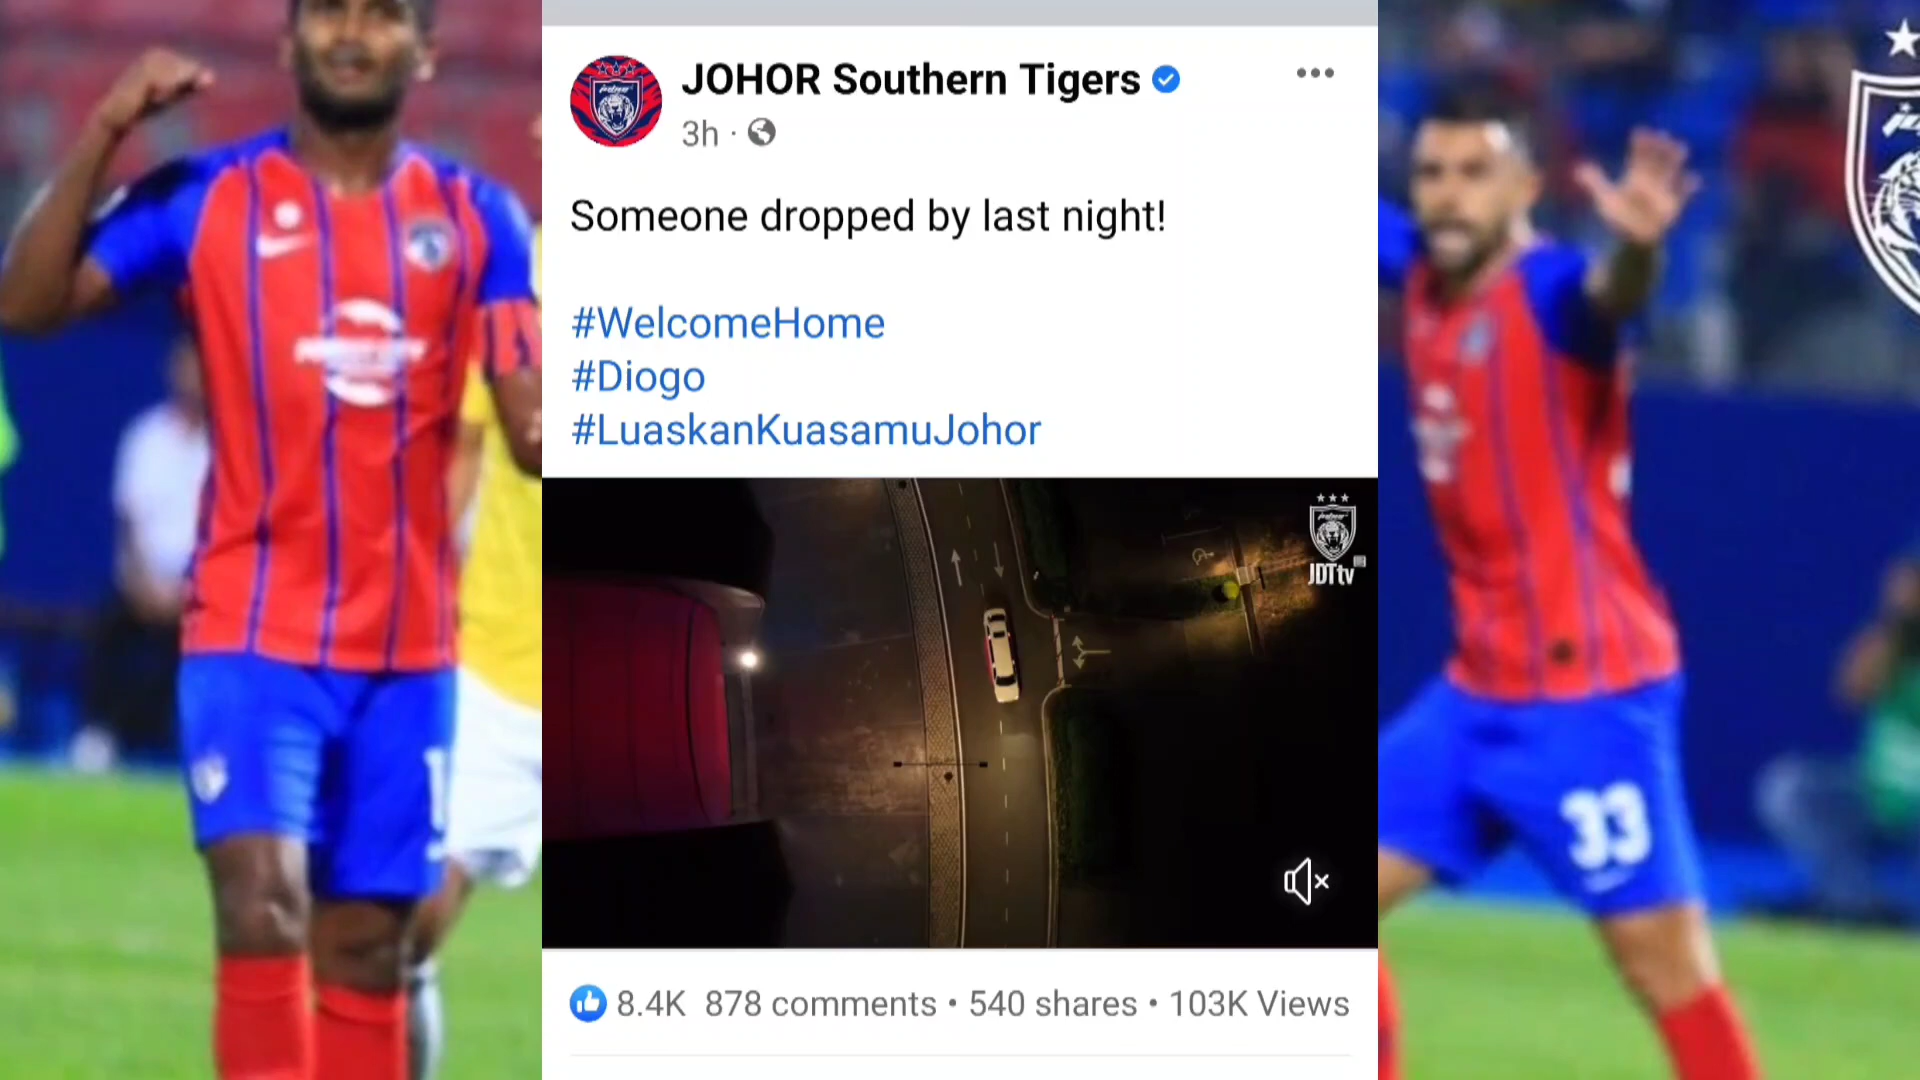 JOHOR Southern Tigers
3h
Someone dropped by last night!
#WelcomeHome
#Diogo
#LuaskanKuasamuJohor
JDTtv
8.4K 878 comments • 540 shares • 103K Views
33